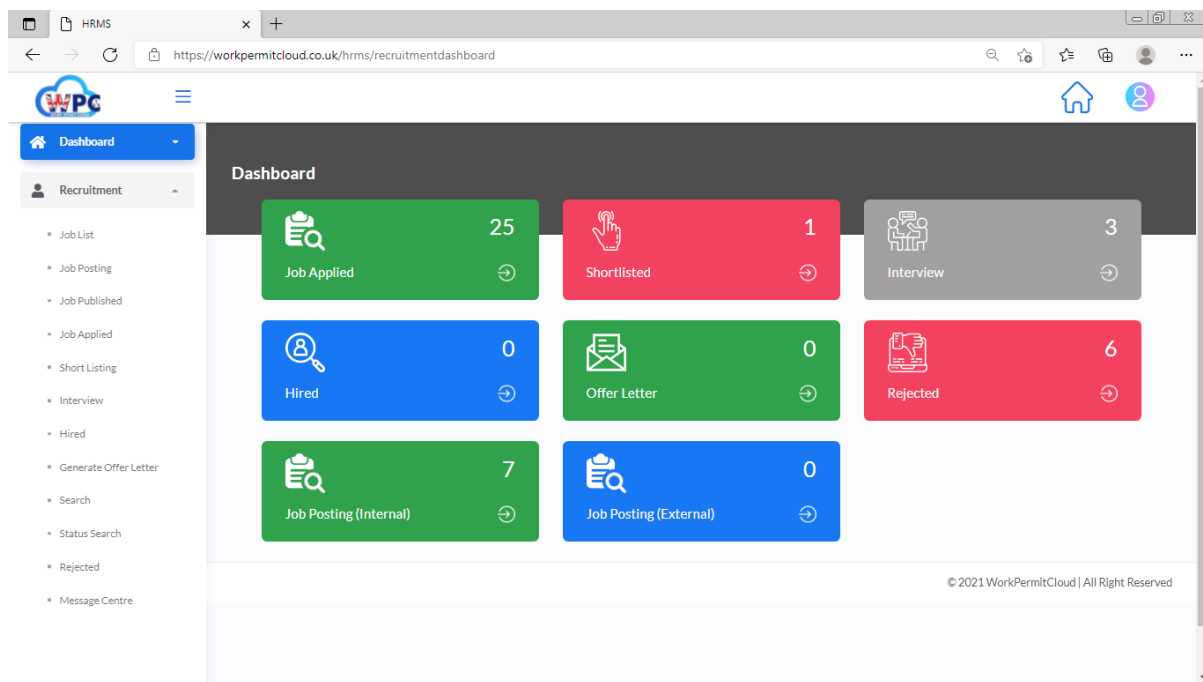 HRMS
https://workpermitcloud.co.uk/hrms/recruitmentdashboard
WPC
Dashboard
Recruitment
Job List
Job Posting
Job Published
Job Applied
Short Listing
Interview
Hired
Generate Offer Letter
Search
Status Search
Rejected
Message Centre
Dashboard
25
Job Applied
1
Shortlisted
3
Interview
0
Hired
0
Offer Letter
6
Rejected
7
Job Posting (Internal)
0
Job Posting (External)
© 2021 WorkPermitCloud | All Right Reserved